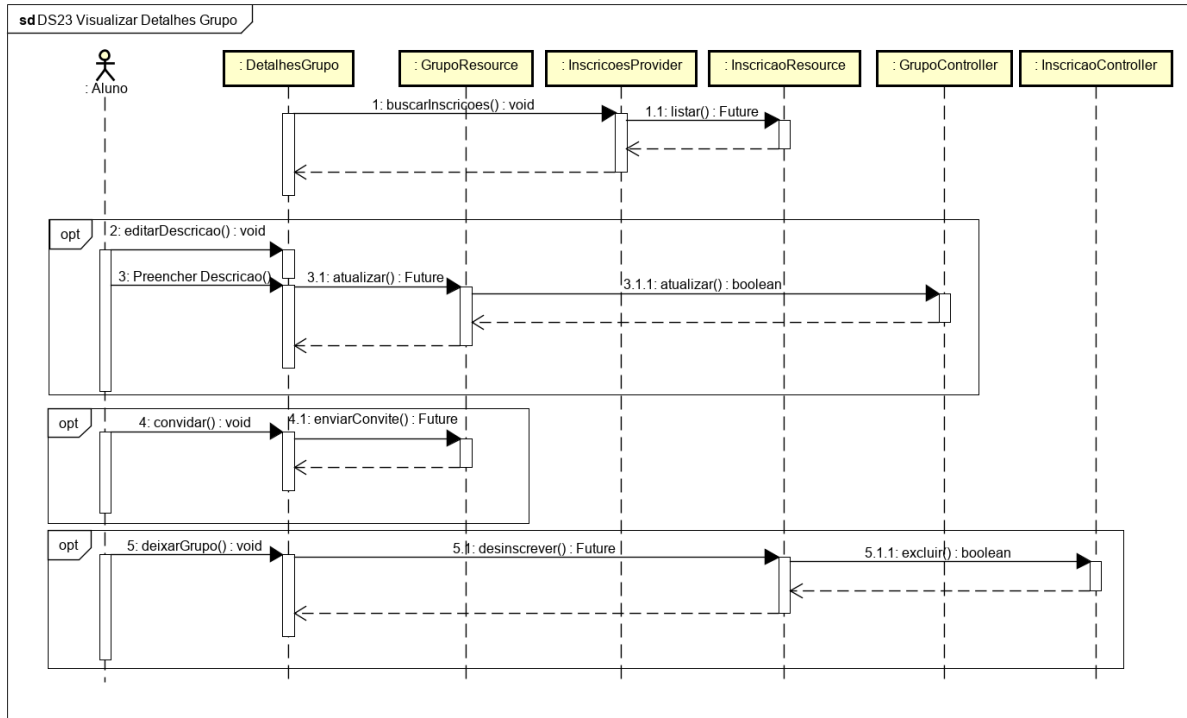 sd DS23 Visualizar Detalhes Grupo
: Aluno
: DetalhesGrupo
: GrupoResource
: InscricoesProvider
: InscricaoResource
: GrupoController
: InscricaoController
1: buscarInscricoes() : void
1.1: listar() : Future
opt
2: editarDescricao() : void
3: Preencher Descricao()
3.1: atualizar() : Future
3.1.1: atualizar() : boolean
opt
4: convidar() : void
4.1: enviarConvite() : Future
opt
5: deixarGrupo() : void
5.1: desinscrever() : Future
5.1.1: excluir() : boolean